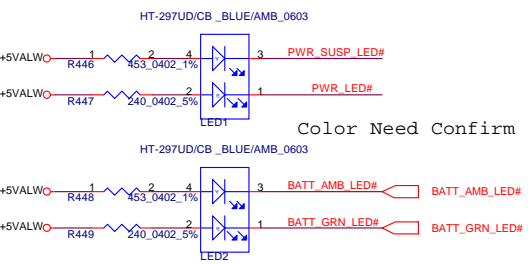 HT-297UD/CB _BLUE/AMB_0603
+5VALW 1 2 4 3 PWR_SUSP_LED#
R446 453_0402_1% Y
+5VALW 2 1 PWR_LED#
R447 240_0402_5% B
LED1
Color Need Confirm
HT-297UD/CB _BLUE/AMB_0603
+5VALW 1 2 4 3 BATT_AMB_LED# BATT_AMB_LED#
R448 453_0402_1% Y
+5VALW 2 1 BATT_GRN_LED# BATT_GRN_LED#
R449 240_0402_5% B
LED2